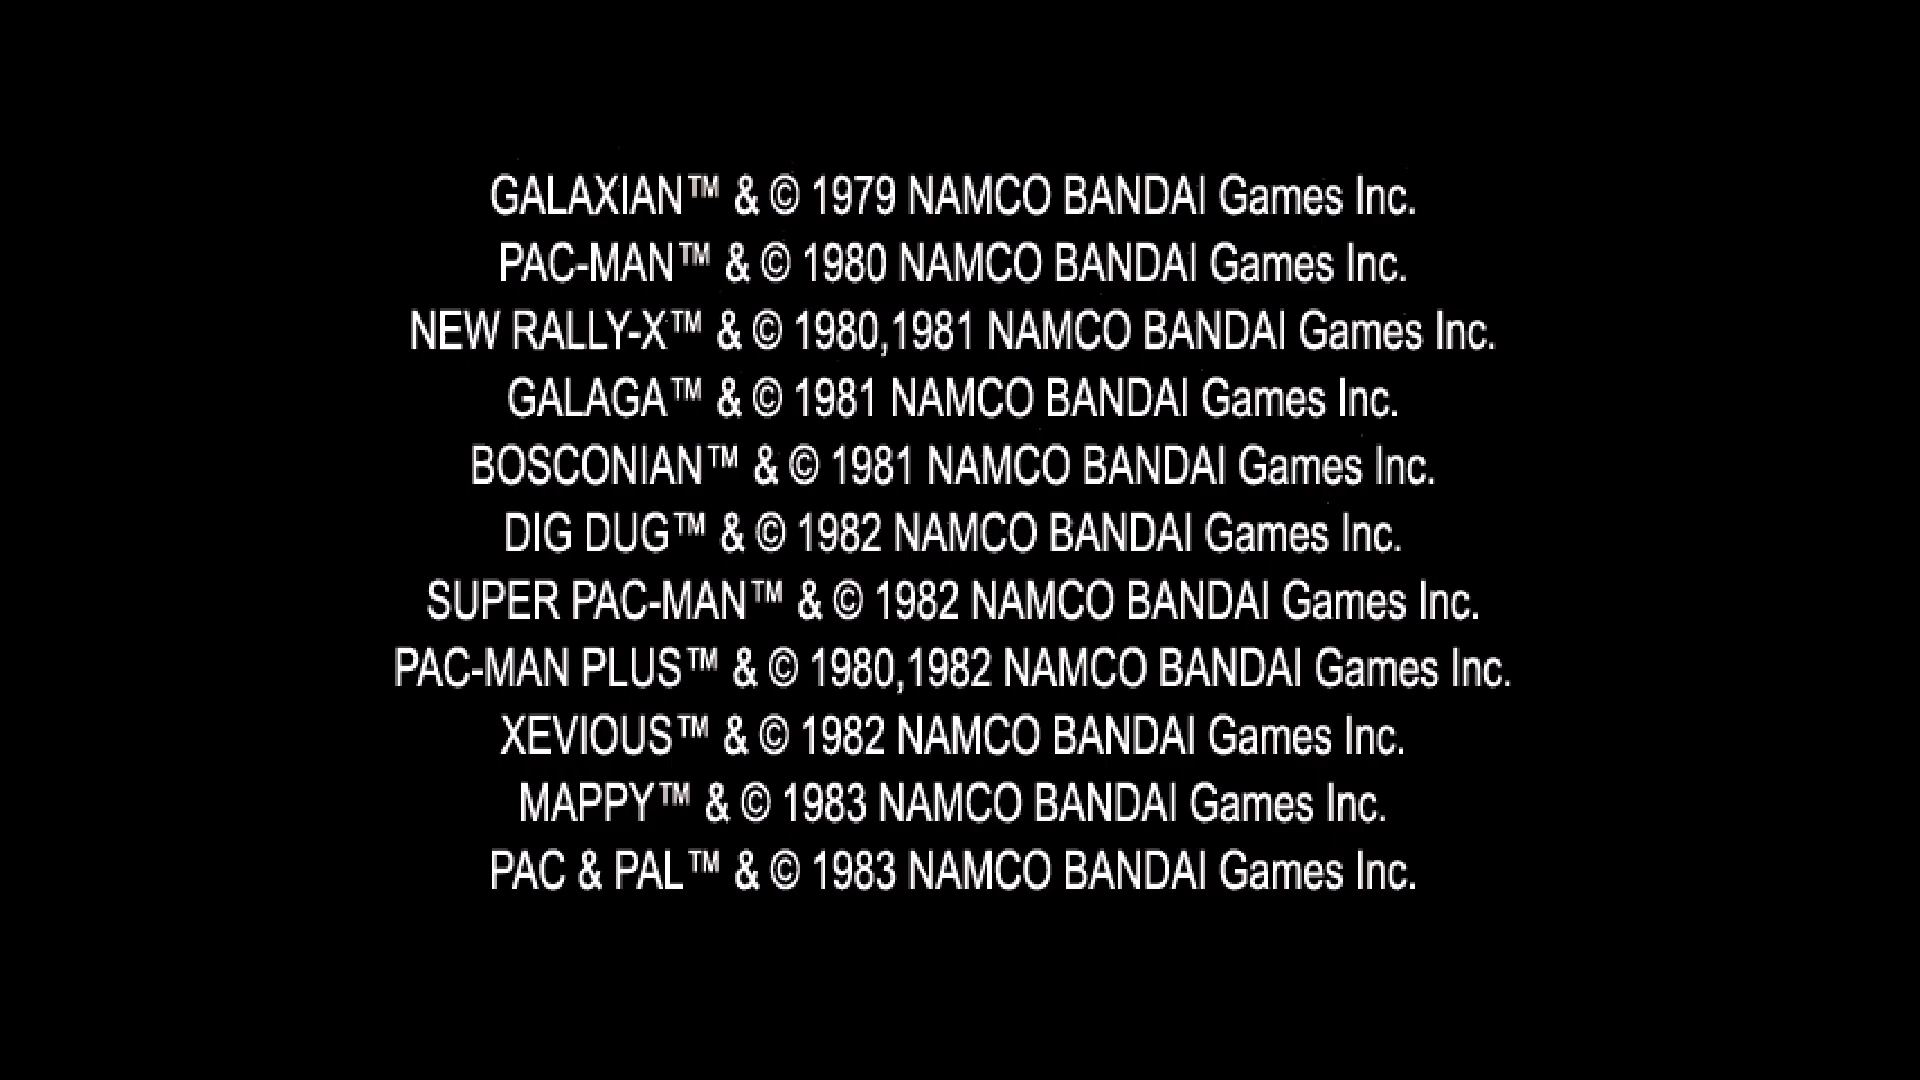 GALAXIAN™ & © 1979 NAMCO BANDAI Games Inc.
PAC-MAN™ & © 1980 NAMCO BANDAI Games Inc.
NEW RALLY-X™ & © 1980,1981 NAMCO BANDAI Games Inc.
GALAGA™ & © 1981 NAMCO BANDAI Games Inc.
BOSCONIAN™ & © 1981 NAMCO BANDAI Games Inc.
DIG DUG™ & © 1982 NAMCO BANDAI Games Inc.
SUPER PAC-MAN™ & © 1982 NAMCO BANDAI Games Inc.
PAC-MAN PLUS™ & © 1980,1982 NAMCO BANDAI Games Inc.
XEVIOUS™ & © 1982 NAMCO BANDAI Games Inc.
MAPPY™ & © 1983 NAMCO BANDAI Games Inc.
PAC & PAL™ & © 1983 NAMCO BANDAI Games Inc.